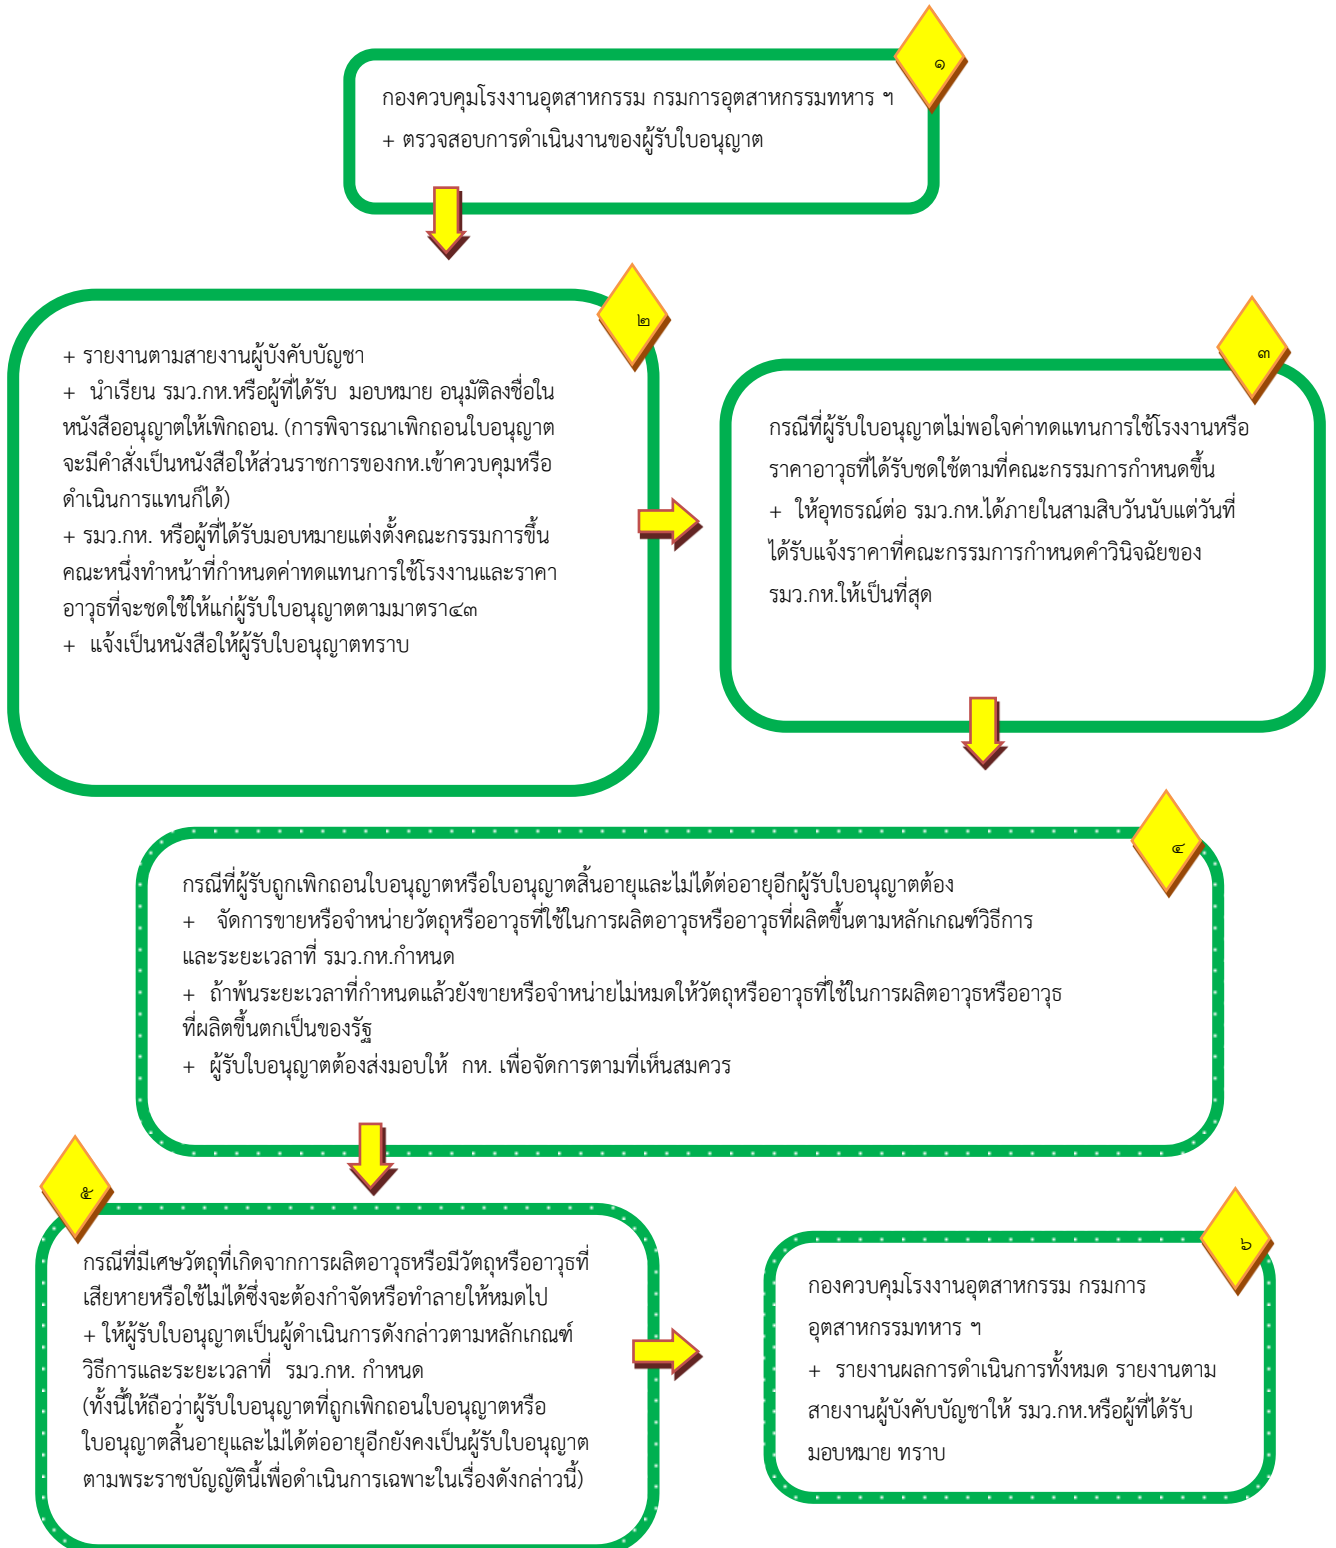 ๑
กองควบคุมโรงงานอุตสาหกรรม กรมการอุตสาหกรรมทหาร ฯ
+ ตรวจสอบการดำเนินงานของผู้รับใบอนุญาต
๒
+ รายงานตามสายงานผู้บังคับบัญชา
+ นำเรียน รมว.กห.หรือผู้ที่ได้รับ มอบหมาย อนุมัติลงชื่อใน
หนังสืออนุญาตให้เพิกถอน. (การพิจารณาเพิกถอนใบอนุญาต
จะมีคำสั่งเป็นหนังสือให้ส่วนราชการของกห.เข้าควบคุมหรือ
ดำเนินการแทนก็ได้)
+ รมว.กห. หรือผู้ที่ได้รับมอบหมายแต่งตั้งคณะกรรมการขึ้น
คณะหนึ่งทำหน้าที่กำหนดค่าทดแทนการใช้โรงงานและราคา
อาวุธที่จะชดใช้ให้แก่ผู้รับใบอนุญาตตามมาตรา๔๓
+ แจ้งเป็นหนังสือให้ผู้รับใบอนุญาตทราบ
๓
กรณีที่ผู้รับใบอนุญาตไม่พอใจค่าทดแทนการใช้โรงงานหรือ
ราคาอาวุธที่ได้รับชดใช้ตามที่คณะกรรมการกำหนดขึ้น
+ ให้อุทธรณ์ต่อ รมว.กห.ได้ภายในสามสิบวันนับแต่วันที่
ได้รับแจ้งราคาที่คณะกรรมการกำหนดคำวินิจฉัยของ
รมว.กห.ให้เป็นที่สุด
๔
กรณีที่ผู้รับถูกเพิกถอนใบอนุญาตหรือใบอนุญาตสิ้นอายุและไม่ได้ต่ออายุอีกผู้รับใบอนุญาตต้อง
+ จัดการขายหรือจำหน่ายวัตถุหรืออาวุธที่ใช้ในการผลิตอาวุธหรืออาวุธที่ผลิตขึ้นตามหลักเกณฑ์วิธีการ
และระยะเวลาที่ รมว.กห.กำหนด
+ ถ้าพ้นระยะเวลาที่กำหนดแล้วยังขายหรือจำหน่ายไม่หมดให้วัตถุหรืออาวุธที่ใช้ในการผลิตอาวุธหรืออาวุธ
ที่ผลิตขึ้นตกเป็นของรัฐ
+ ผู้รับใบอนุญาตต้องส่งมอบให้ กห. เพื่อจัดการตามที่เห็นสมควร
๕
กรณีที่มีเศษวัตถุที่เกิดจากการผลิตอาวุธหรือมีวัตถุหรืออาวุธที่
เสียหายหรือใช้ไม่ได้ซึ่งจะต้องกำจัดหรือทำลายให้หมดไป
+ ให้ผู้รับใบอนุญาตเป็นผู้ดำเนินการดังกล่าวตามหลักเกณฑ์
วิธีการและระยะเวลาที่ รมว.กห. กำหนด
(ทั้งนี้ให้ถือว่าผู้รับใบอนุญาตที่ถูกเพิกถอนใบอนุญาตหรือ
ใบอนุญาตสิ้นอายุและไม่ได้ต่ออายุอีกยังคงเป็นผู้รับใบอนุญาต
ตามพระราชบัญญัตินี้เพื่อดำเนินการเฉพาะในเรื่องดังกล่าวนี้)
๖
กองควบคุมโรงงานอุตสาหกรรม กรมการ
อุตสาหกรรมทหาร ฯ
+ รายงานผลการดำเนินการทั้งหมด รายงานตาม
สายงานผู้บังคับบัญชาให้ รมว.กห.หรือผู้ที่ได้รับ
มอบหมาย ทราบ